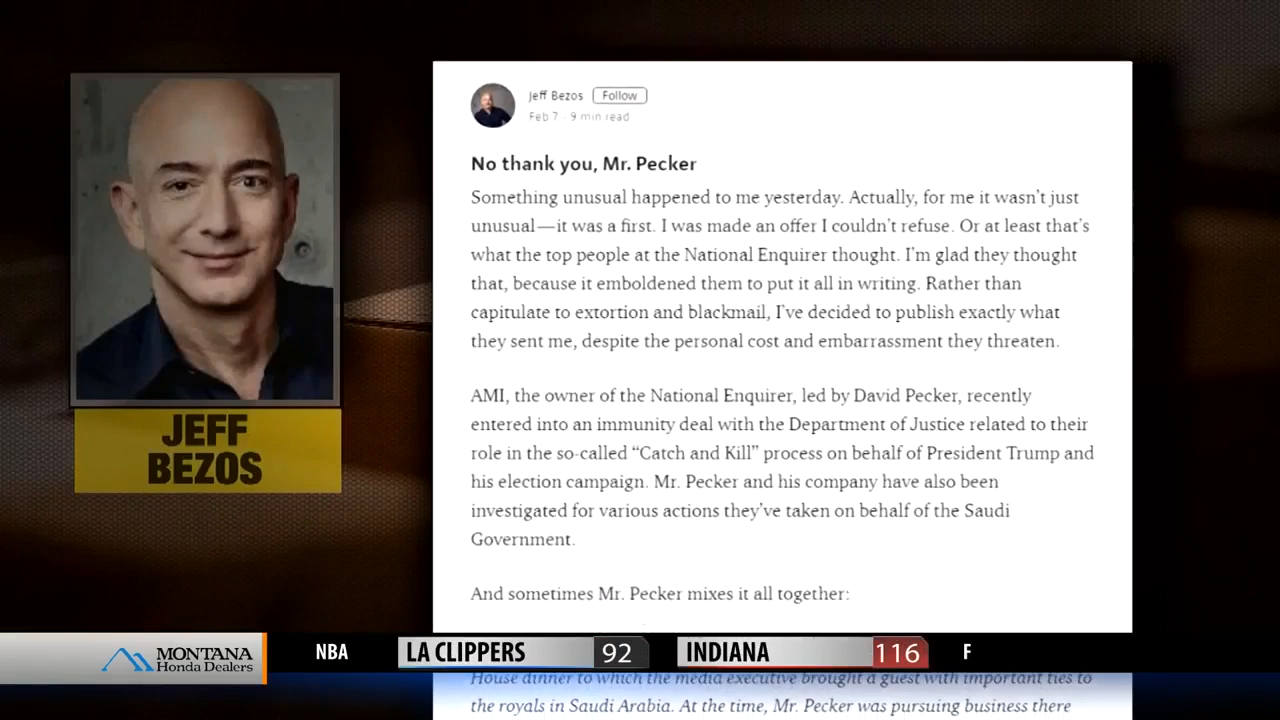 JEFF
BEZOS
Jeff Bezos Follow
Feb 7 · 9 min read
No thank you, Mr. Pecker
Something unusual happened to me yesterday. Actually, for me it wasn't just
unusual—it was a first. I was made an offer I couldn't refuse. Or at least that's
what the top people at the National Enquirer thought. I'm glad they thought
that, because it emboldened them to put it all in writing. Rather than
capitulate to extortion and blackmail, I've decided to publish exactly what
they sent me, despite the personal cost and embarrassment they threaten.
AMI, the owner of the National Enquirer, led by David Pecker, recently
entered into an immunity deal with the Department of Justice related to their
role in the so-called “Catch and Kill” process on behalf of President Trump and
his election campaign. Mr. Pecker and his company have also been
investigated for various actions they've taken on behalf of the Saudi
Government.
And sometimes Mr. Pecker mixes it all together:
MONTANA
Honda Dealers
NBA LA CLIPPERS 92 INDIANA 116 F
House dinner to which the media executive brought a guest with important ties to
the royals in Saudi Arabia. At the time, Mr. Pecker was pursuing business there